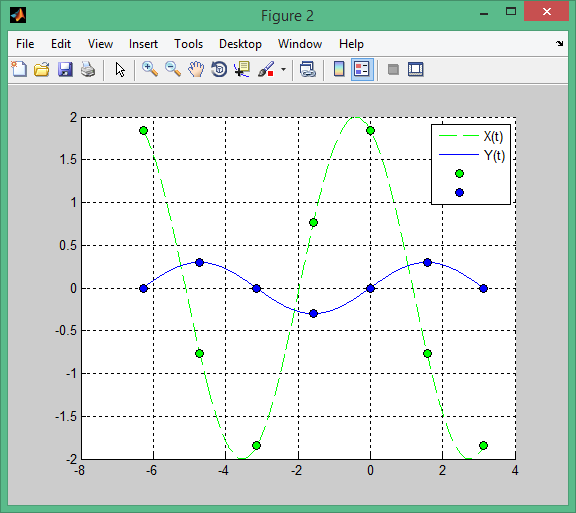 Figure 2
File Edit View Insert Tools Desktop Window Help
2
1.5
1
0.5
0
-0.5
-1
-1.5
-2
-8 -6 -4 -2 0 2 4
X(t)
Y(t)